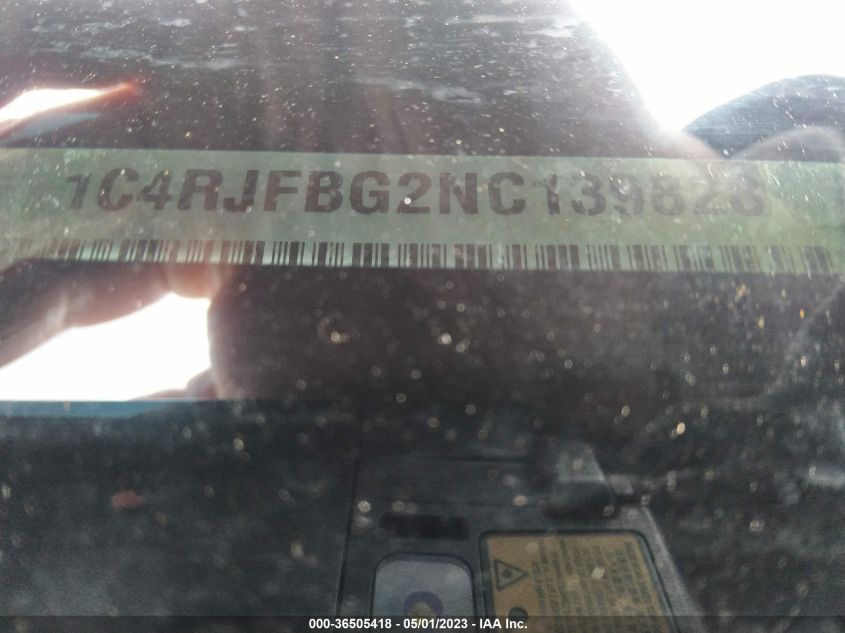 1C4RJFBG2NC139828
000-36505418 - 05/01/2023 - IAA Inc.